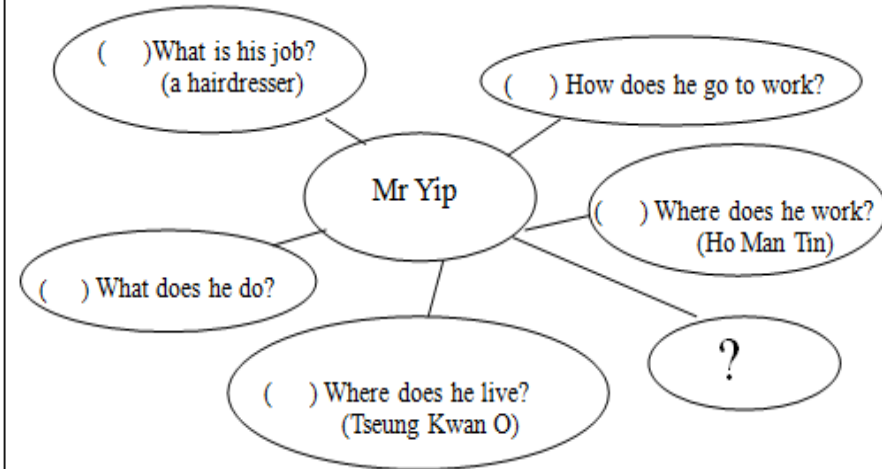 (      )What is his job?
(a hairdresser)
(      ) How does he go to work?
Mr Yip
(      ) Where does he work?
(Ho Man Tin)
(      ) What does he do?
?
(      ) Where does he live?
(Tseung Kwan O)